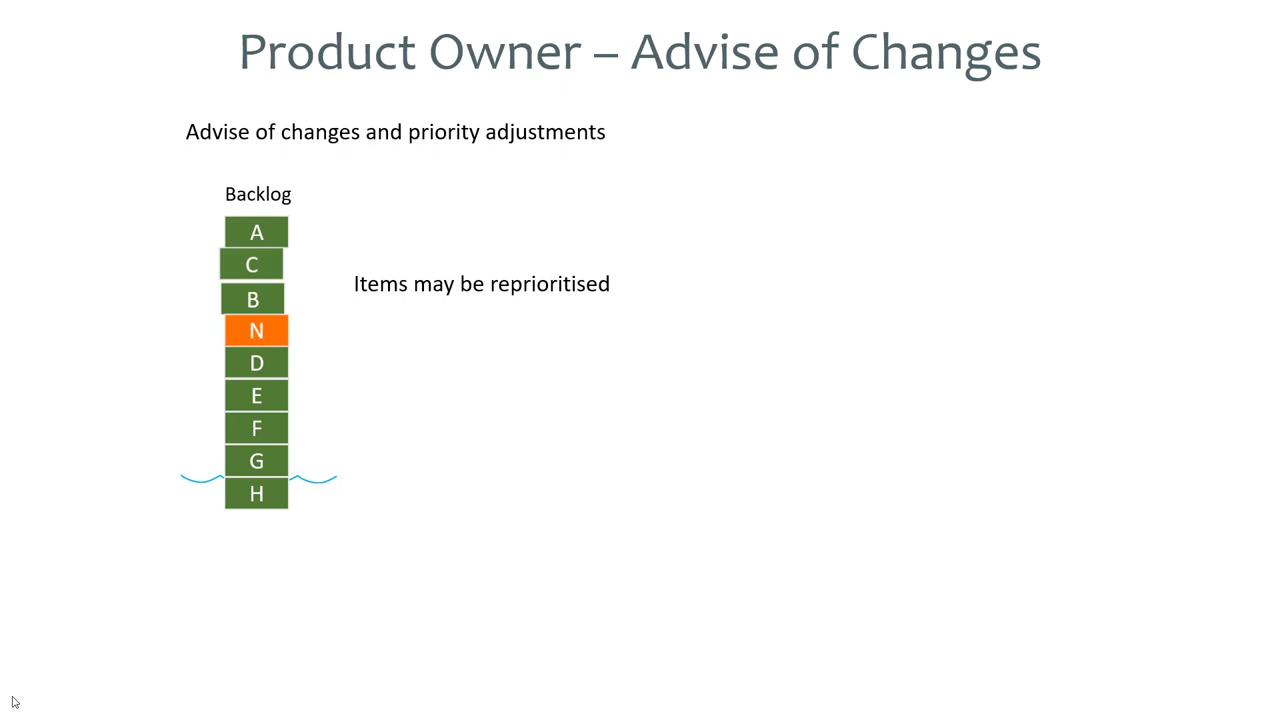 Product Owner – Advise of Changes
Advise of changes and priority adjustments
Backlog
A
C
B
N
D
E
F
G
H
Items may be reprioritised